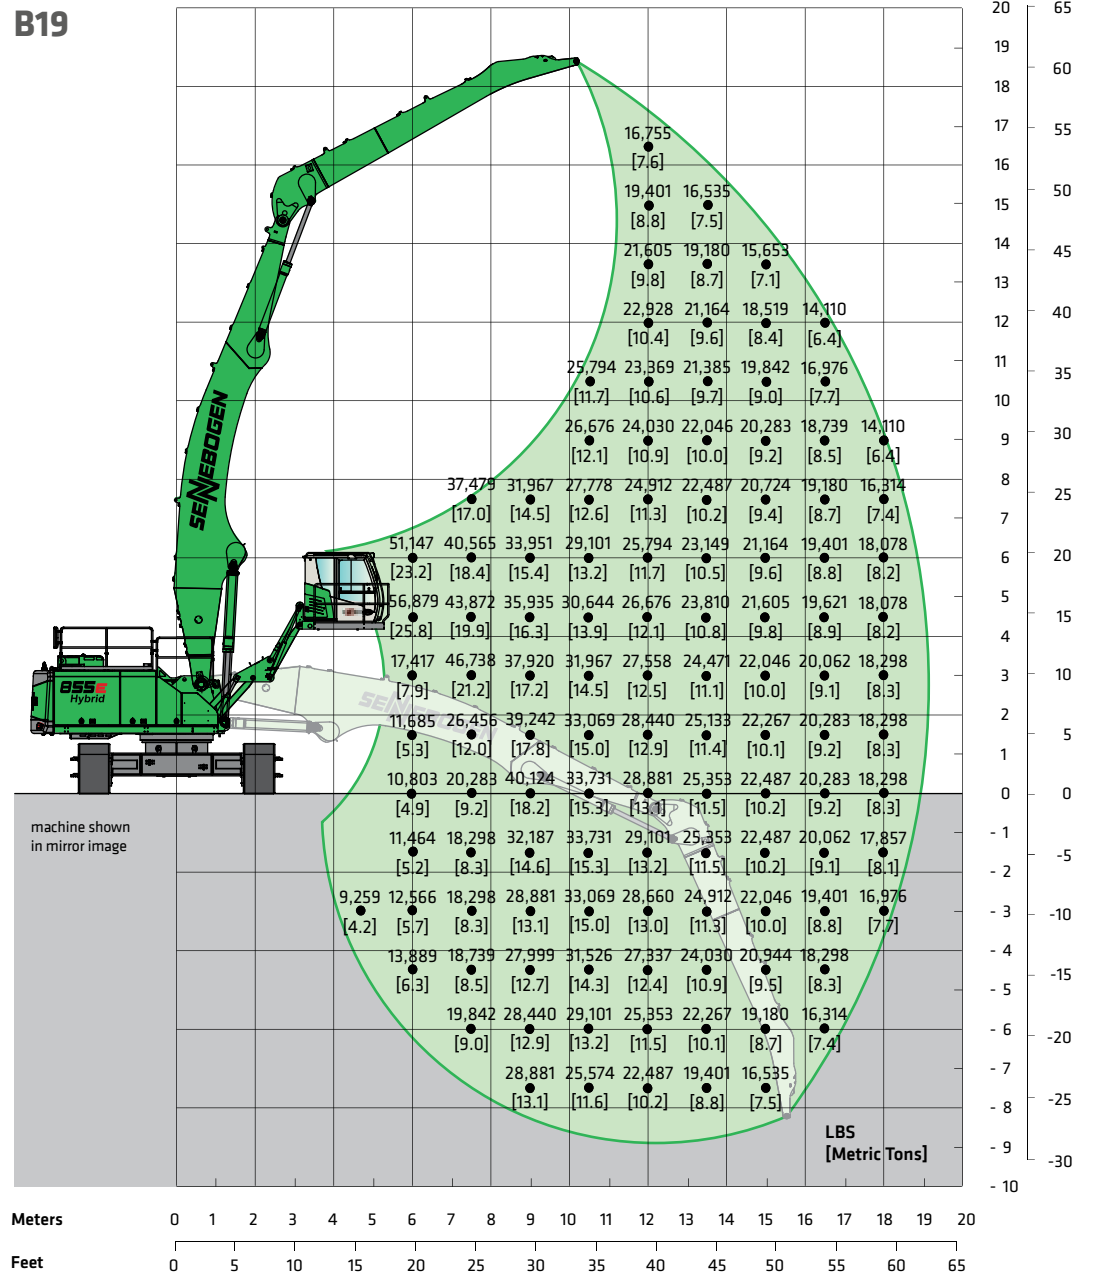 B19
20 65
19
60
18
17 55
16,755
[7.6]
16
50
19,401 16,535
15
[8.8] [7.5]
14
45
21,605 19,180 15,653
13
[9.8] [8.7] [7.1]
22,928 21,164 18,519 14,110
40
12
[10.4] [9.6] [8.4] [6.4]
11
25,794 23,369 21,385 19,842 16,976
35
[11.7] [10.6] [9.7] [9.0] [7.7]
10
26,676 24,030 22,046 20,283 18,739 14,110
30
9
[12.1] [10.9] [10.0] [9.2] [8.5] [6.4]
8
37,479 31,967 27,778 24,912 22,487 20,724 19,180 16,314
25
[17.0] [14.5] [12.6] [11.3] [10.2] [9.4] [8.7] [7.4]
7
SENNEBOGEN
51,147 40,565 33,951 29,101 25,794 23,149 21,164 19,401 18,078
6 20
[23.2] [18.4] [15.4] [13.2] [11.7] [10.5] [9.6] [8.8] [8.2]
5
56,879 43,872 35,935 30,644 26,676 23,810 21,605 19,621 18,078
15
[25.8] [19.9] [16.3] [13.9] [12.1] [10.8] [9.8] [8.9] [8.2]
4
17,417 46,738 37,920 31,967 27,558 24,471 22,046 20,062 18,298
3 10
[7.9] [21.2] [17.2] [14.5] [12.5] [11.1] [10.0] [9.1] [8.3]
855E
Hybrid
SENNEBOGEN
2
11,685 26,456 39,242 33,069 28,440 25,133 22,267 20,283 18,298
5
[5.3] [12.0] [17.8] [15.0] [12.9] [11.4] [10.1] [9.2] [8.3]
1
10,803 20,283 40,124 33,731 28,881 25,353 22,487 20,283 18,298
0 0
[4.9] [9.2] [18.2] [15.3] [13.1] [11.5] [10.2] [9.2] [8.3]
machine shown
in mirror image
- 1
11,464 18,298 32,187 33,731 29,101 25,353 22,487 20,062 17,857
-5
[5.2] [8.3] [14.6] [15.3] [13.2] [11.5] [10.2] [9.1] [8.1]
- 2
9,259 12,566 18,298 28,881 33,069 28,660 24,912 22,046 19,401 16,976
- 3 -10
[4.2] [5.7] [8.3] [13.1] [15.0] [13.0] [11.3] [10.0] [8.8] [7.7]
- 4
13,889 18,739 27,999 31,526 27,337 24,030 20,944 18,298
-15
[6.3] [8.5] [12.7] [14.3] [12.4] [10.9] [9.5] [8.3]
- 5
19,842 28,440 29,101 25,353 22,267 19,180 16,314
- 6 -20
[9.0] [12.9] [13.2] [11.5] [10.1] [8.7] [7.4]
- 7
28,881 25,574 22,487 19,401 16,535
-25
[13.1] [11.6] [10.2] [8.8] [7.5]
- 8
LBS
[Metric Tons]
- 9
-30
- 10
Meters 0 1 2 3 4 5 6 7 8 9 10 11 12 13 14 15 16 17 18 19 20
Feet 0 5 10 15 20 25 30 35 40 45 50 55 60 65